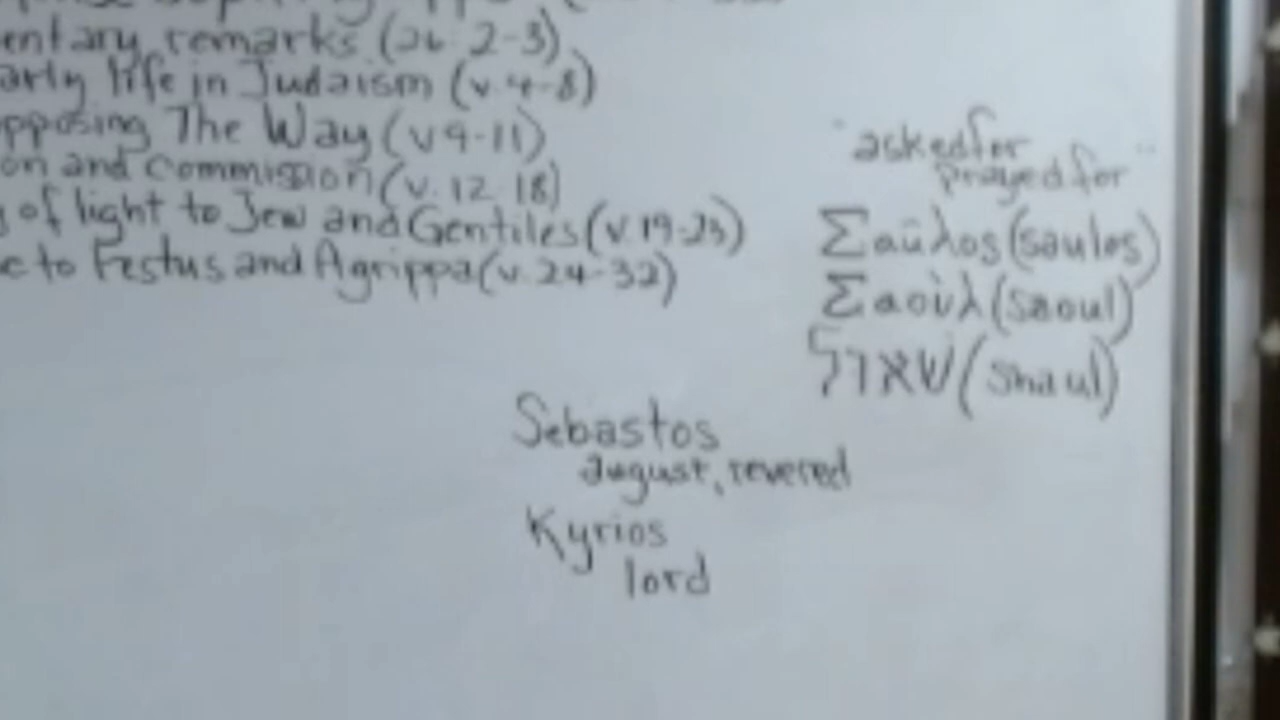 entary remarks (26:2-3)
arly life in Judaism (v.4-8)
pposing The Way (v9-11)
on and Commission (v.12-18)
of light to Jew and Gentiles (v.19-23)
to Festus and Agrippa (v.24-32)
"asked for
prayed for"
Σαῦλος (saulos)
Σαοὺλ (saoul)
שׁאול (shaul)
Sebastos
august, revered
Kyrios
lord